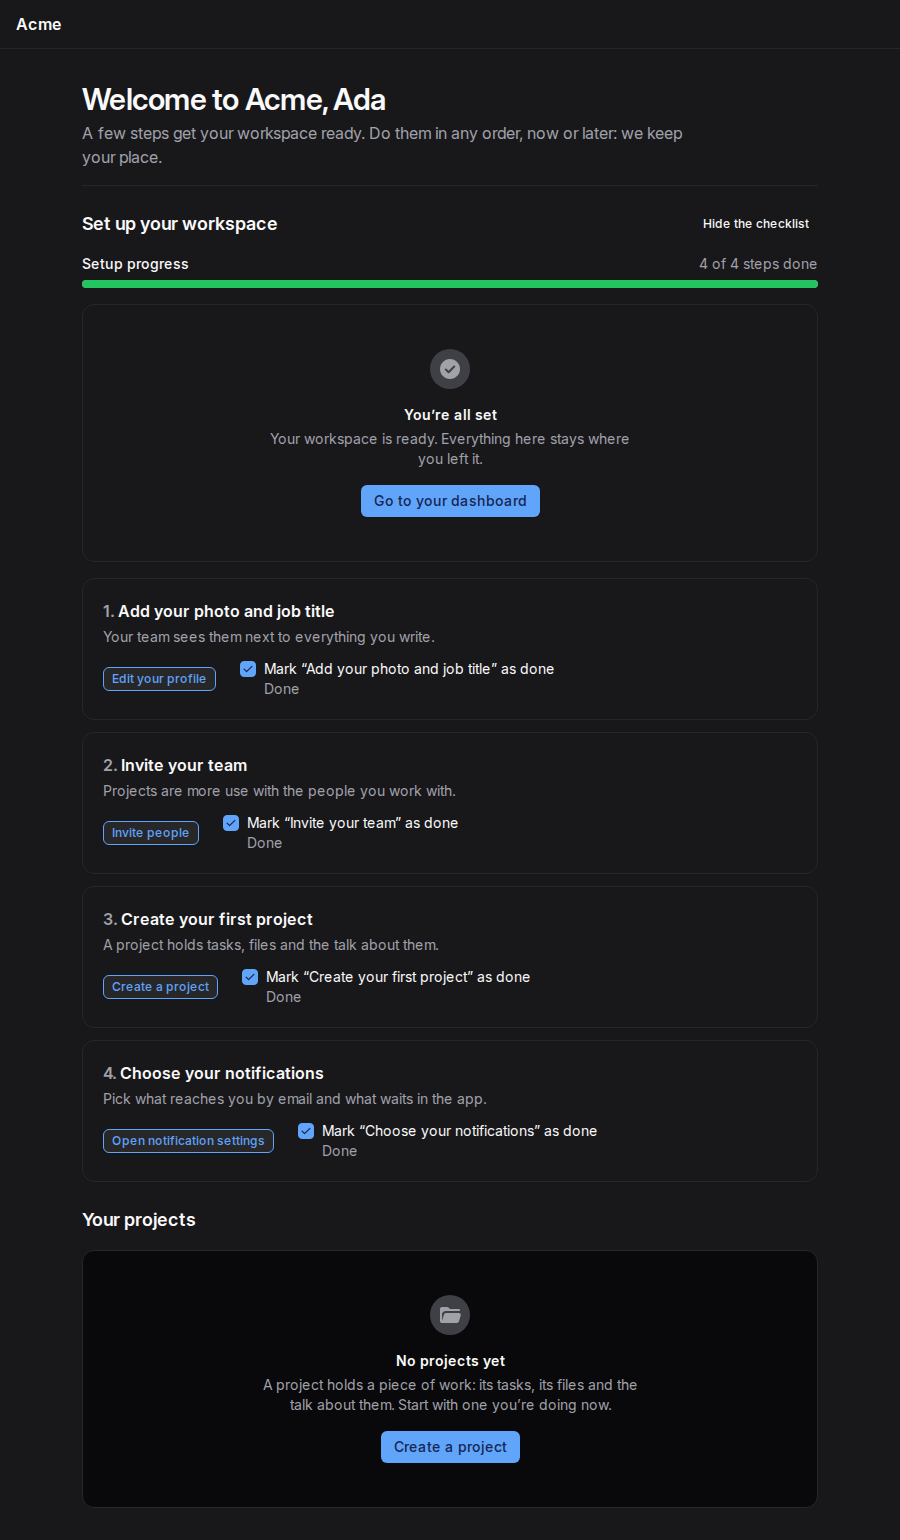 Acme
Welcome to Acme, Ada
A few steps get your workspace ready. Do them in any order, now or later: we keep
your place.
Set up your workspace
Hide the checklist
Setup progress
4 of 4 steps done
You’re all set
Your workspace is ready. Everything here stays where
you left it.
Go to your dashboard
1. Add your photo and job title
Your team sees them next to everything you write.
Edit your profile
Mark “Add your photo and job title” as done
Done
2. Invite your team
Projects are more use with the people you work with.
Invite people
Mark “Invite your team” as done
Done
3. Create your first project
A project holds tasks, files and the talk about them.
Create a project
Mark “Create your first project” as done
Done
4. Choose your notifications
Pick what reaches you by email and what waits in the app.
Open notification settings
Mark “Choose your notifications” as done
Done
Your projects
No projects yet
A project holds a piece of work: its tasks, its files and the
talk about them. Start with one you’re doing now.
Create a project